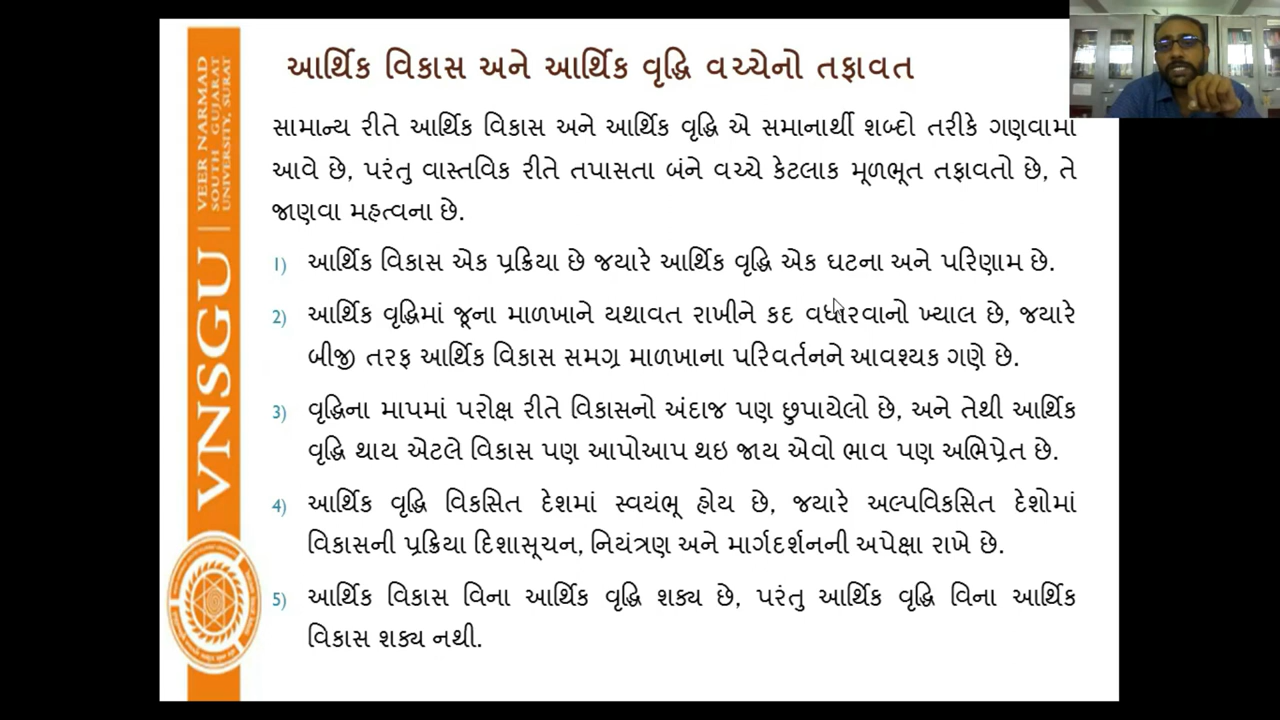 આર્થિક વિકાસ અને આર્થિક વૃદ્ધિ વચ્ચેનો તફાવત
સામાન્ય રીતે આર્થિક વિકાસ અને આર્થિક વૃદ્ધિ એ સમાનાર્થી શબ્દો તરીકે ગણવામાં
આવે છે, પરંતુ વાસ્તવિક રીતે તપાસતા બંને વચ્ચે કેટલાક મૂળભૂત તફાવતો છે, તે
જાણવા મહત્વના છે.
1) આર્થિક વિકાસ એક પ્રક્રિયા છે જયારે આર્થિક વૃદ્ધિ એક ઘટના અને પરિણામ છે.
2) આર્થિક વૃદ્ધિમાં જૂના માળખાને યથાવત રાખીને કદ વધારવાનો ખ્યાલ છે, જયારે
બીજી તરફ આર્થિક વિકાસ સમગ્ર માળખાના પરિવર્તનને આવશ્યક ગણે છે.
3) વૃદ્ધિના માપમાં પરોક્ષ રીતે વિકાસનો અંદાજ પણ છુપાયેલો છે, અને તેથી આર્થિક
વૃદ્ધિ થાય એટલે વિકાસ પણ આપોઆપ થઇ જાય એવો ભાવ પણ અભિપ્રેત છે.
4) આર્થિક વૃદ્ધિ વિકસિત દેશમાં સ્વયંભૂ હોય છે, જયારે અલ્પવિકસિત દેશોમાં
વિકાસની પ્રક્રિયા દિશાસૂચન, નિયંત્રણ અને માર્ગદર્શનની અપેક્ષા રાખે છે.
5) આર્થિક વિકાસ વિના આર્થિક વૃદ્ધિ શક્ય છે, પરંતુ આર્થિક વૃદ્ધિ વિના આર્થિક
વિકાસ શક્ય નથી.
VNSGU
VEER NARMAD
SOUTH GUJARAT
UNIVERSITY, SURAT